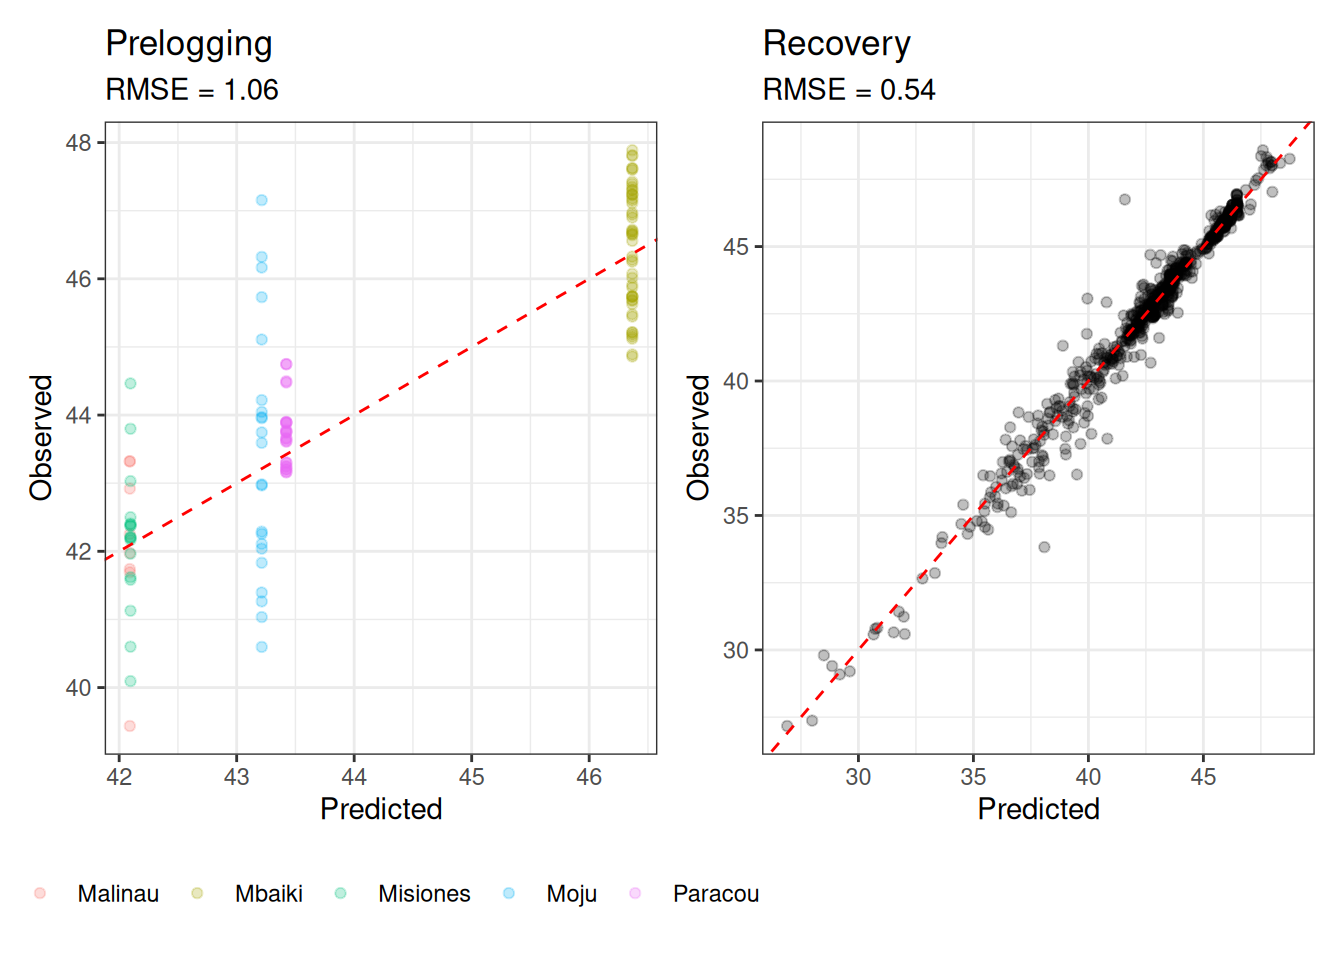 Prelogging
RMSE = 1.06
48
46
44
42
40
Observed
42 43 44 45 46
Predicted
Recovery
RMSE = 0.54
45
40
35
30
Observed
30 35 40 45
Predicted
Malinau Mbaiki Misiones Moju Paracou